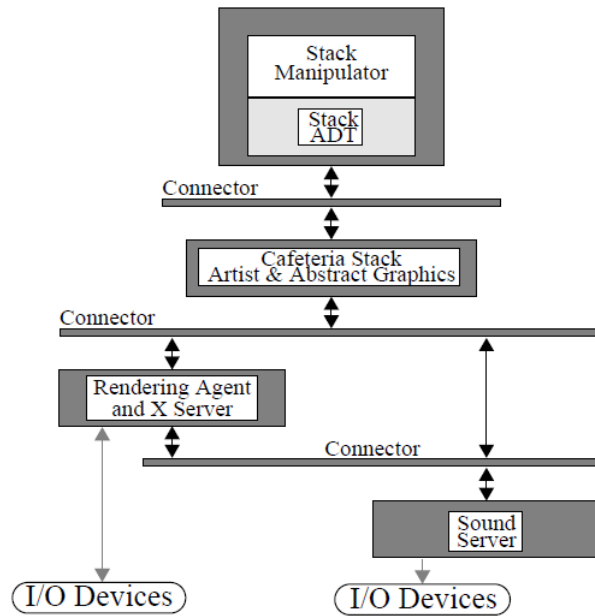 Stack
Manipulator
Stack
ADT
Connector
Cafeteria Stack
Artist & Abstract Graphics
Connector
Rendering Agent
and X Server
Connector
Sound
Server
I/O Devices
I/O Devices